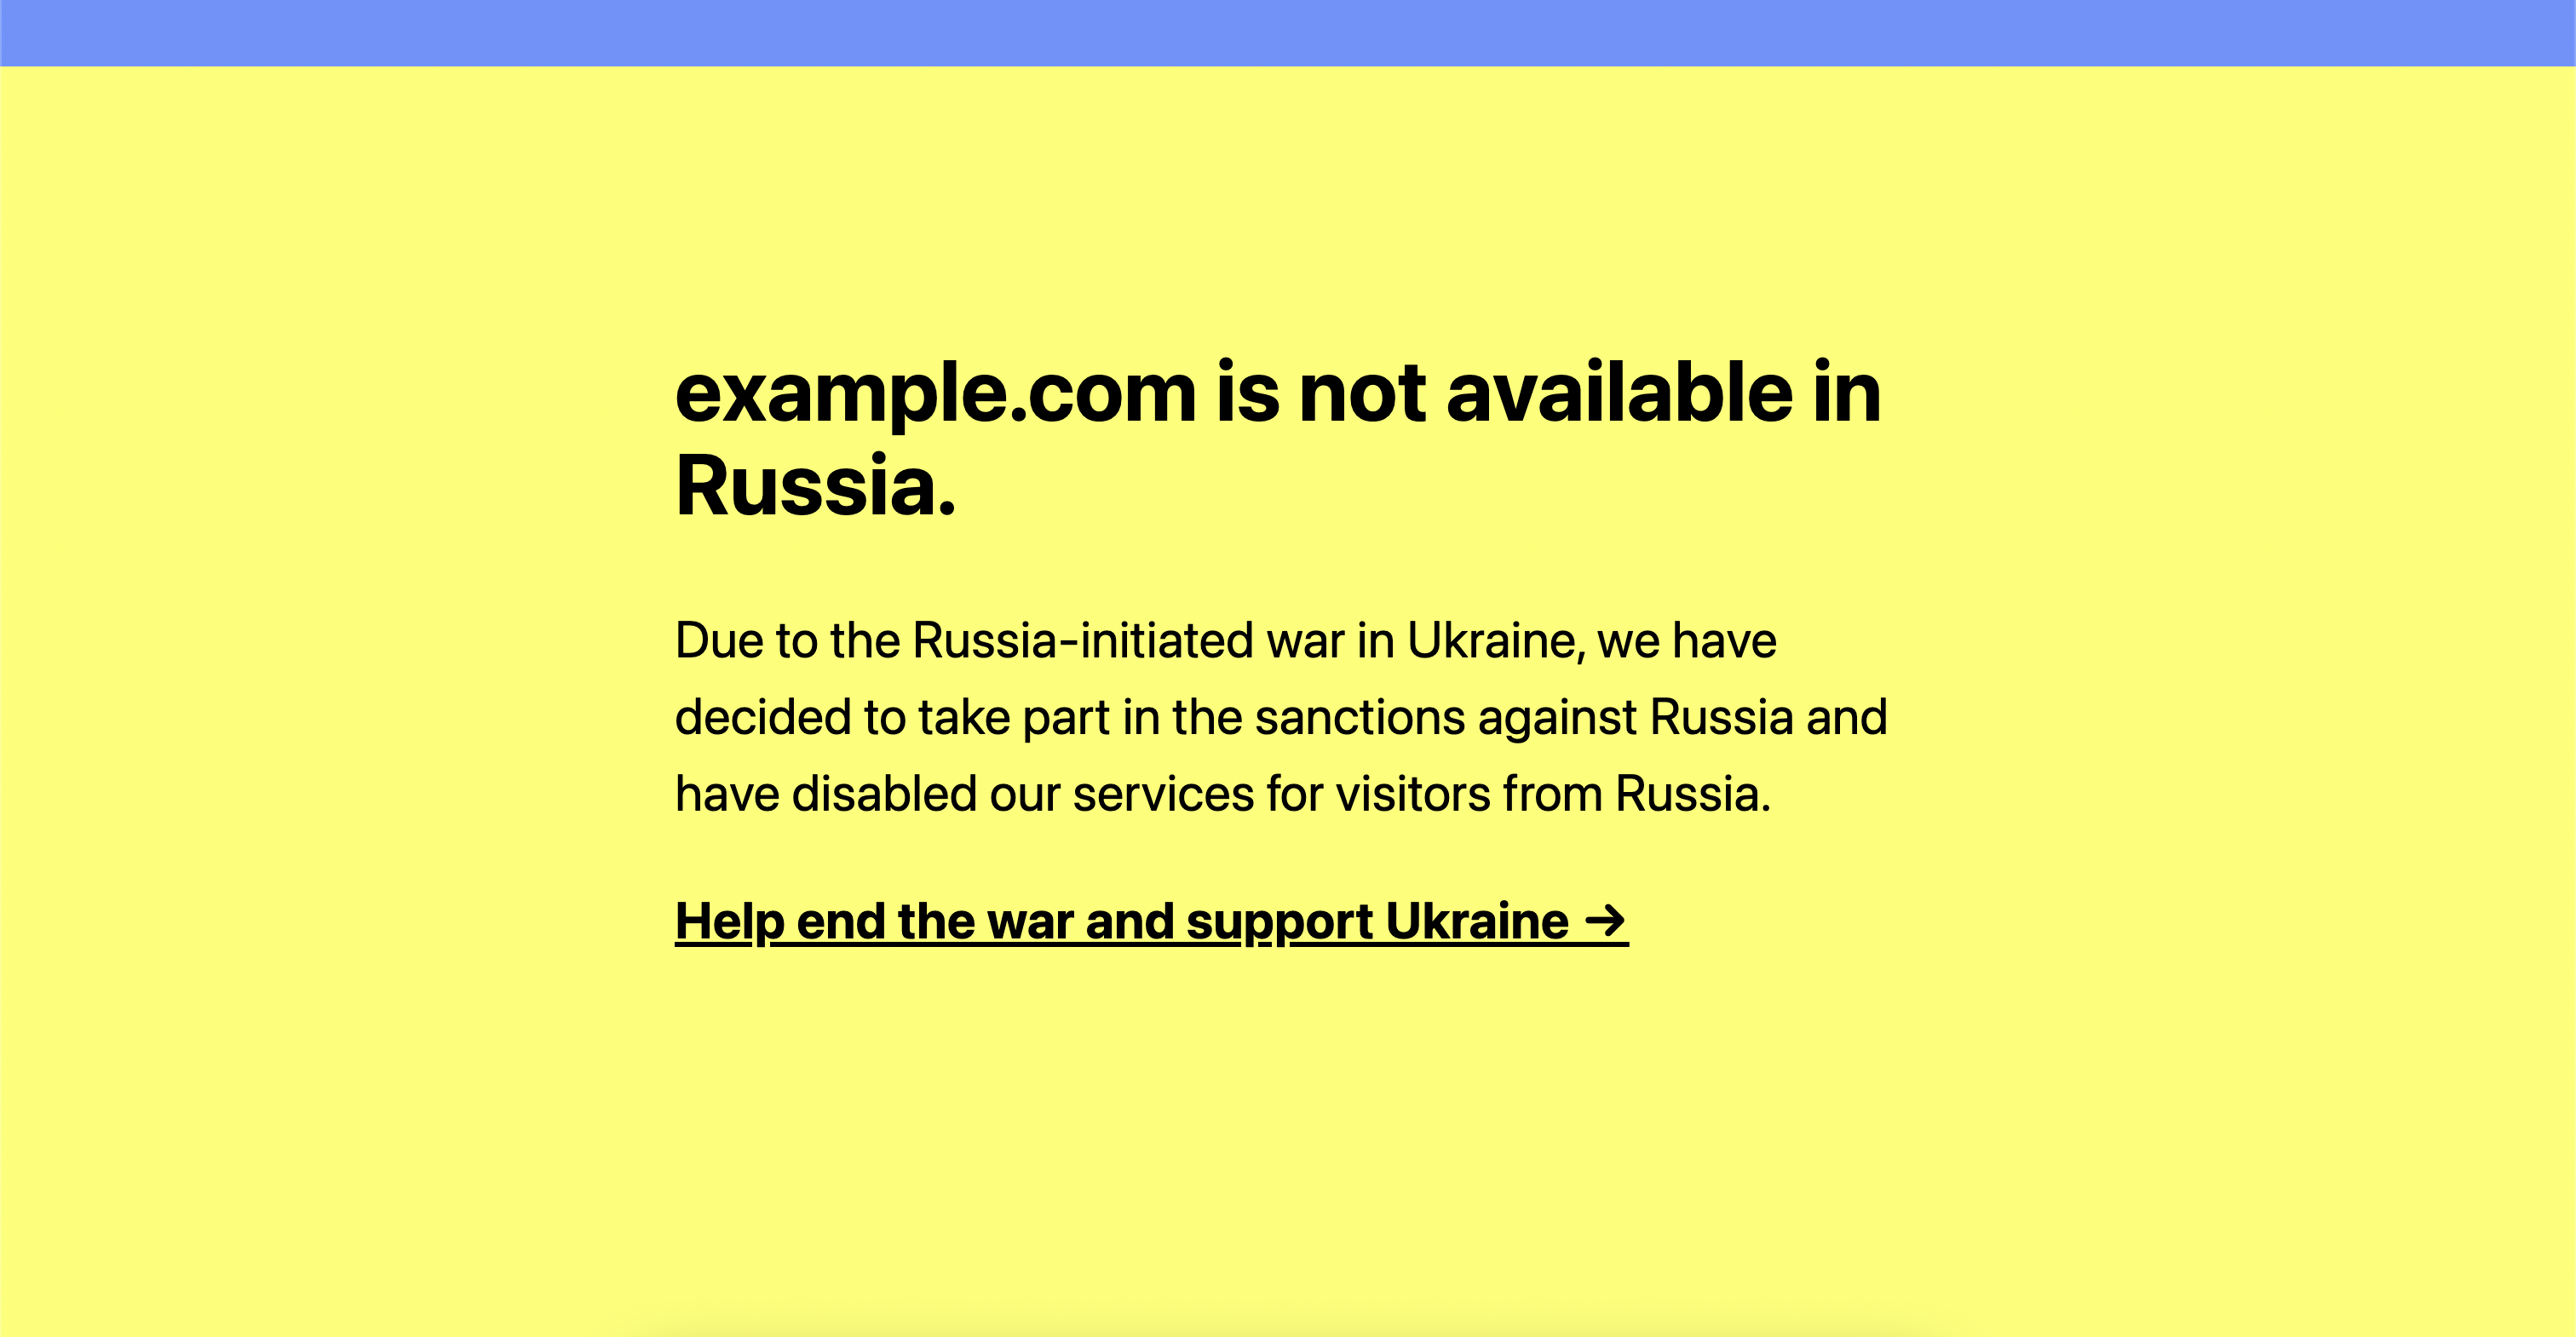 example.com is not available in
Russia.
Due to the Russia-initiated war in Ukraine, we have
decided to take part in the sanctions against Russia and
have disabled our services for visitors from Russia.
Help end the war and support Ukraine →